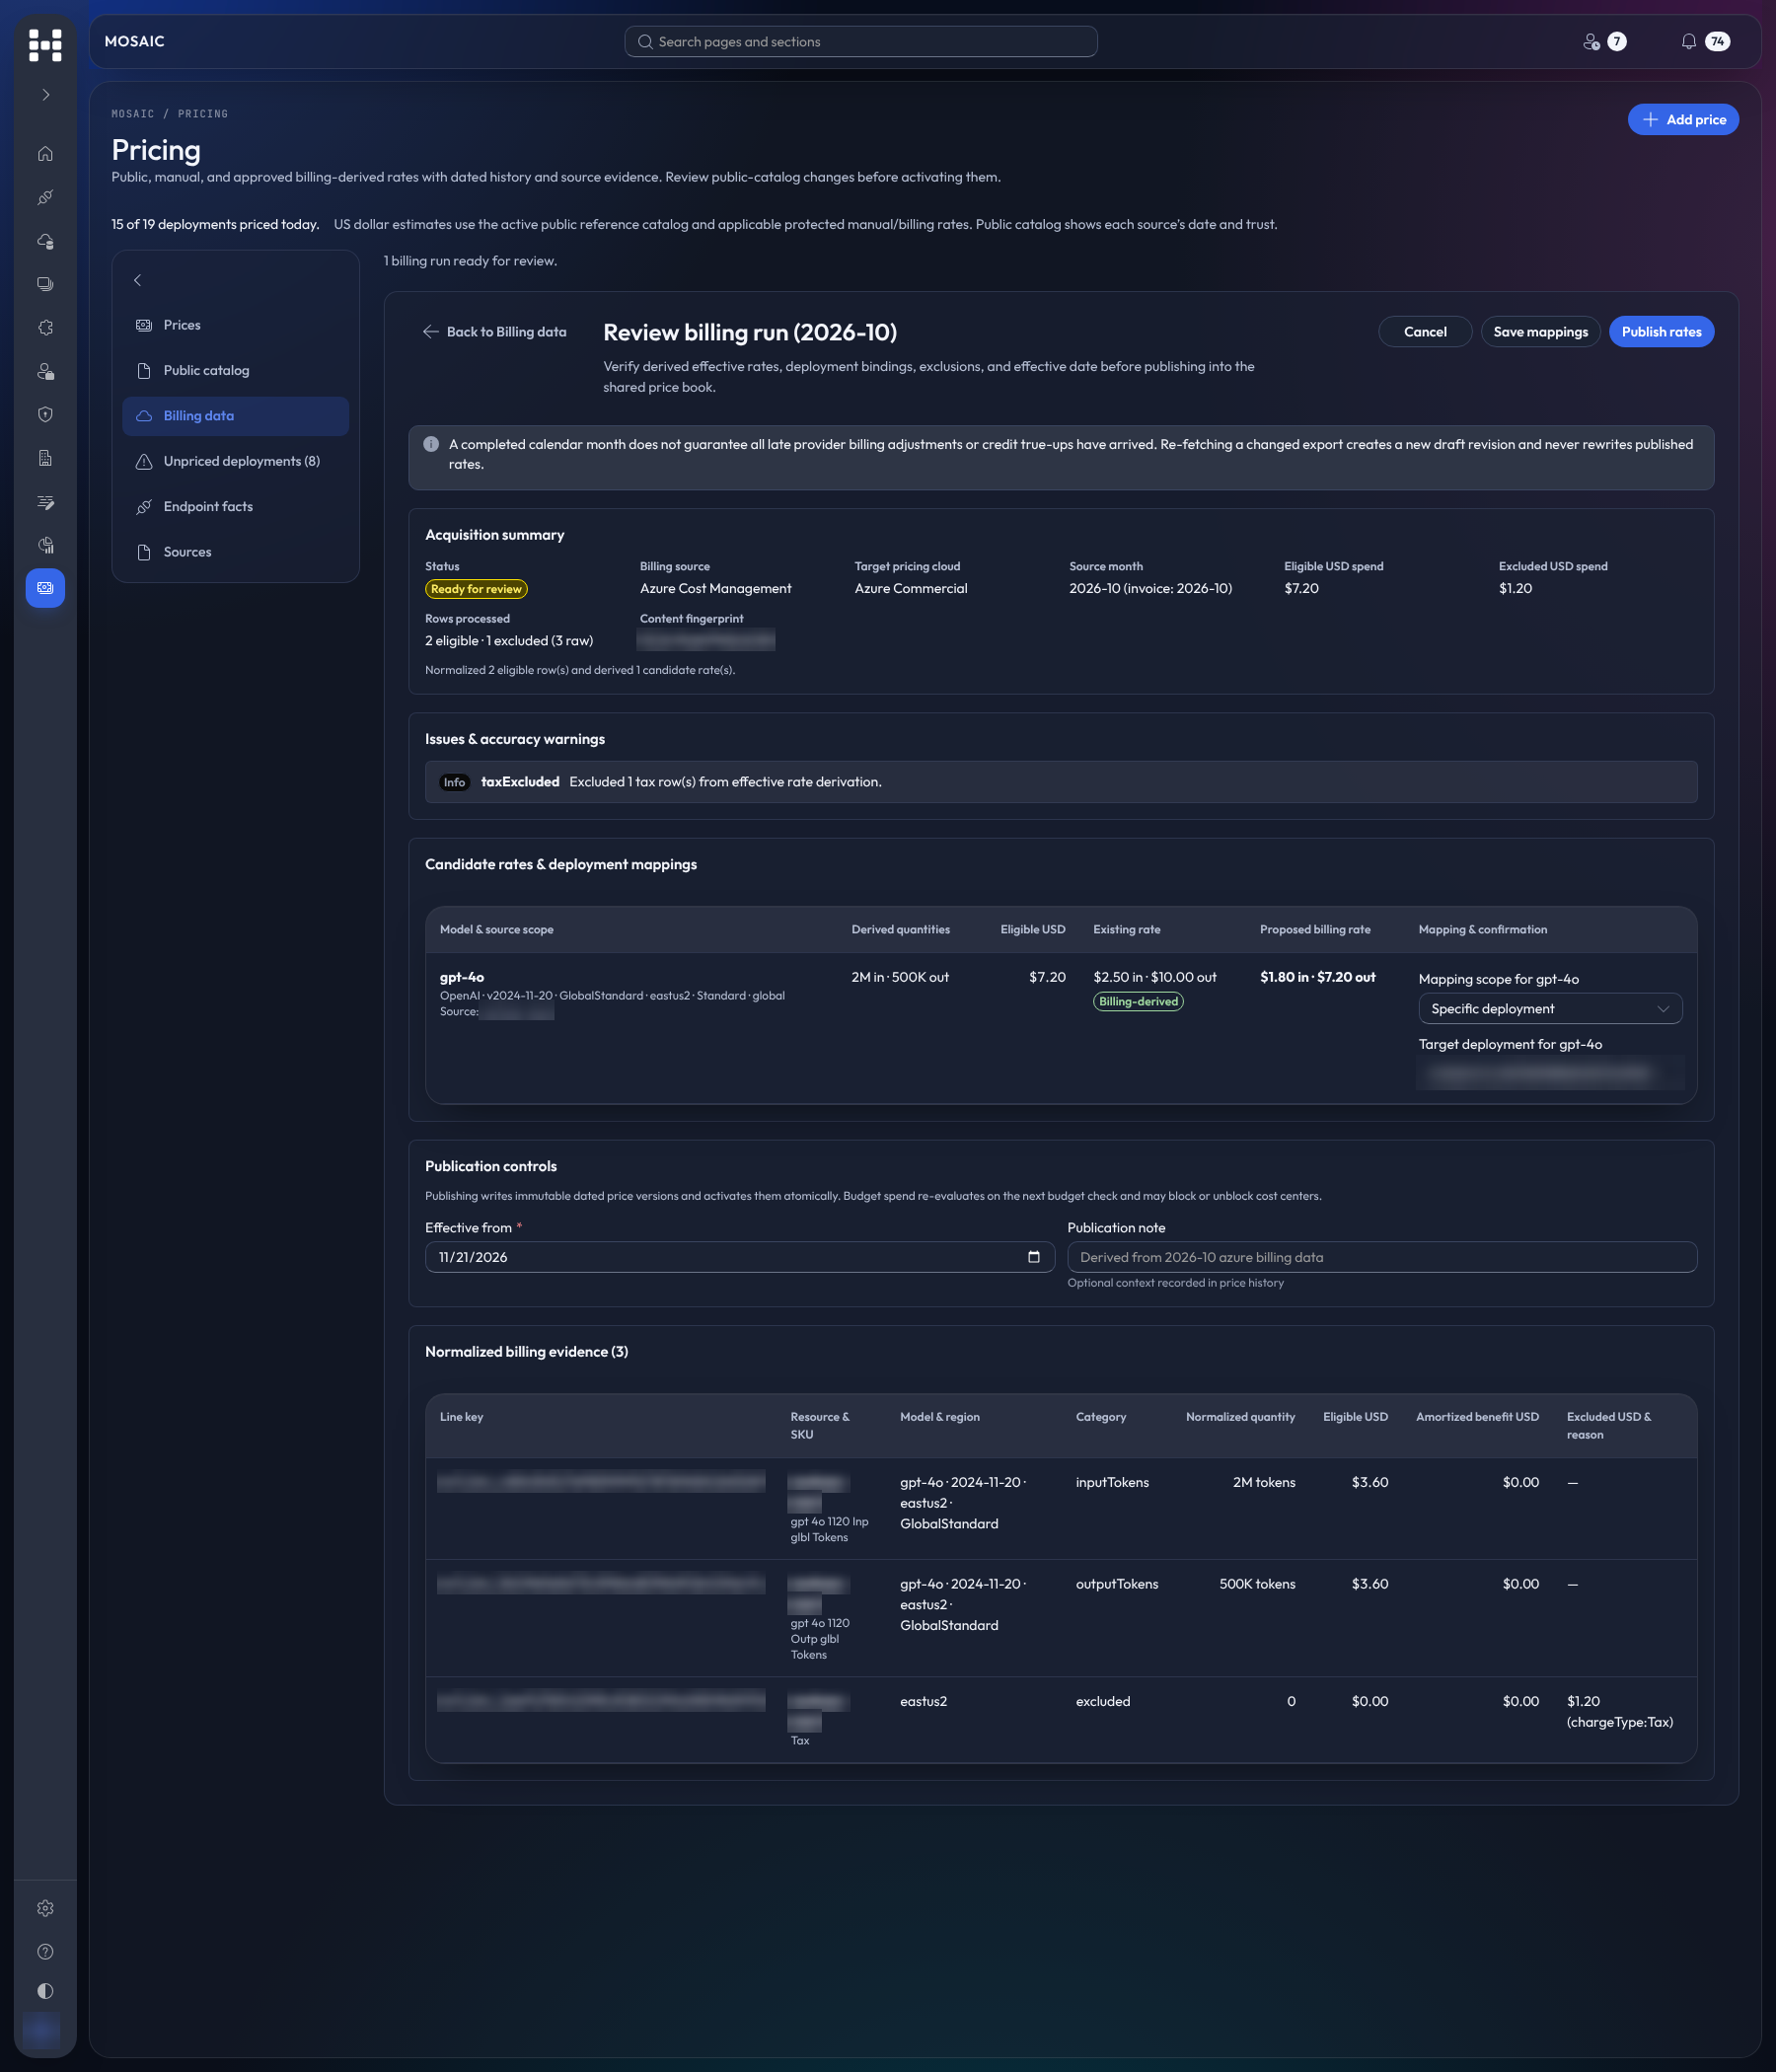 MOSAIC
Search pages and sections
7
74
MOSAIC / PRICING
Pricing
Public, manual, and approved billing-derived rates with dated history and source evidence. Review public-catalog changes before activating them.
Add price
15 of 19 deployments priced today. US dollar estimates use the active public reference catalog and applicable protected manual/billing rates. Public catalog shows each source's date and trust.
Prices
Public catalog
Billing data
Unpriced deployments (8)
Endpoint facts
Sources
1 billing run ready for review.
Back to Billing data
Review billing run (2026-10)
Verify derived effective rates, deployment bindings, exclusions, and effective date before publishing into the
shared price book.
Cancel
Save mappings
Publish rates
A completed calendar month does not guarantee all late provider billing adjustments or credit true-ups have arrived. Re-fetching a changed export creates a new draft revision and never rewrites published
rates.
Acquisition summary
Status
Ready for review
Billing source
Azure Cost Management
Target pricing cloud
Azure Commercial
Source month
2026-10 (invoice: 2026-10)
Eligible USD spend
$7.20
Excluded USD spend
$1.20
Rows processed
2 eligible · 1 excluded (3 raw)
Content fingerprint
Normalized 2 eligible row(s) and derived 1 candidate rate(s).
Issues & accuracy warnings
Info taxExcluded Excluded 1 tax row(s) from effective rate derivation.
Candidate rates & deployment mappings
Model & source scope Derived quantities Eligible USD Existing rate Proposed billing rate Mapping & confirmation
gpt-4o
OpenAI · v2024-11-20 · GlobalStandard · eastus2 · Standard · global
Source:
2M in · 500K out
$7.20
$2.50 in · $10.00 out
Billing-derived
$1.80 in · $7.20 out
Mapping scope for gpt-4o
Specific deployment
Target deployment for gpt-4o
Publication controls
Publishing writes immutable dated price versions and activates them atomically. Budget spend re-evaluates on the next budget check and may block or unblock cost centers.
Effective from *
11/21/2026
Publication note
Derived from 2026-10 azure billing data
Optional context recorded in price history
Normalized billing evidence (3)
Line key
Resource &
SKU
Model & region
Category
Normalized quantity
Eligible USD
Amortized benefit USD
Excluded USD &
reason
gpt 4o 1120 Inp
glbl Tokens
gpt-4o · 2024-11-20 ·
eastus2 ·
GlobalStandard
inputTokens
2M tokens
$3.60
$0.00
—
gpt 4o 1120
Outp glbl
Tokens
gpt-4o · 2024-11-20 ·
eastus2 ·
GlobalStandard
outputTokens
500K tokens
$3.60
$0.00
—
Tax
eastus2
excluded
0
$0.00
$0.00
$1.20
(chargeType:Tax)